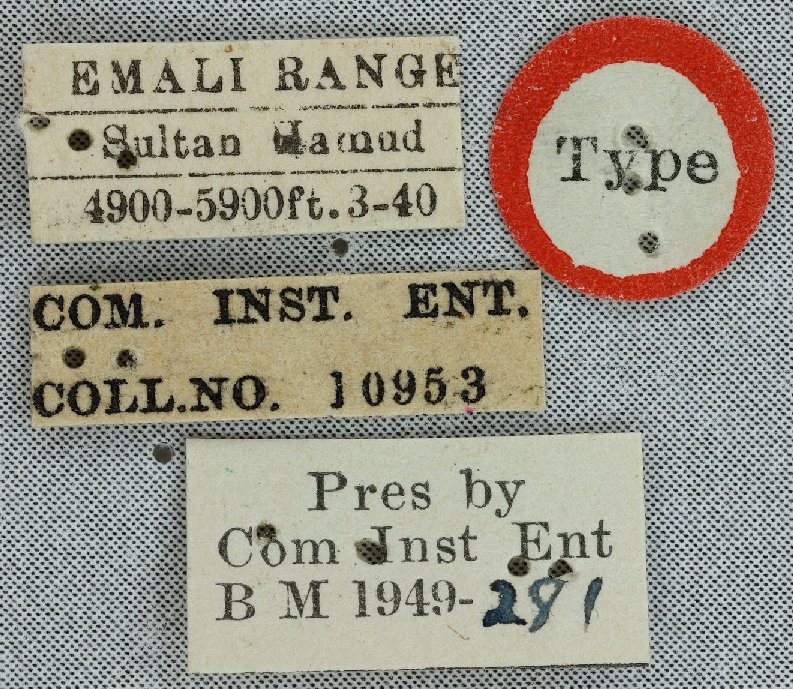 EMALI RANGE
Sultan Hamud
4900-5900ft. 3-40
Type
COM. INST. ENT.
COLL. NO. 10953
Pres by
Com Inst Ent
B M 1949-281